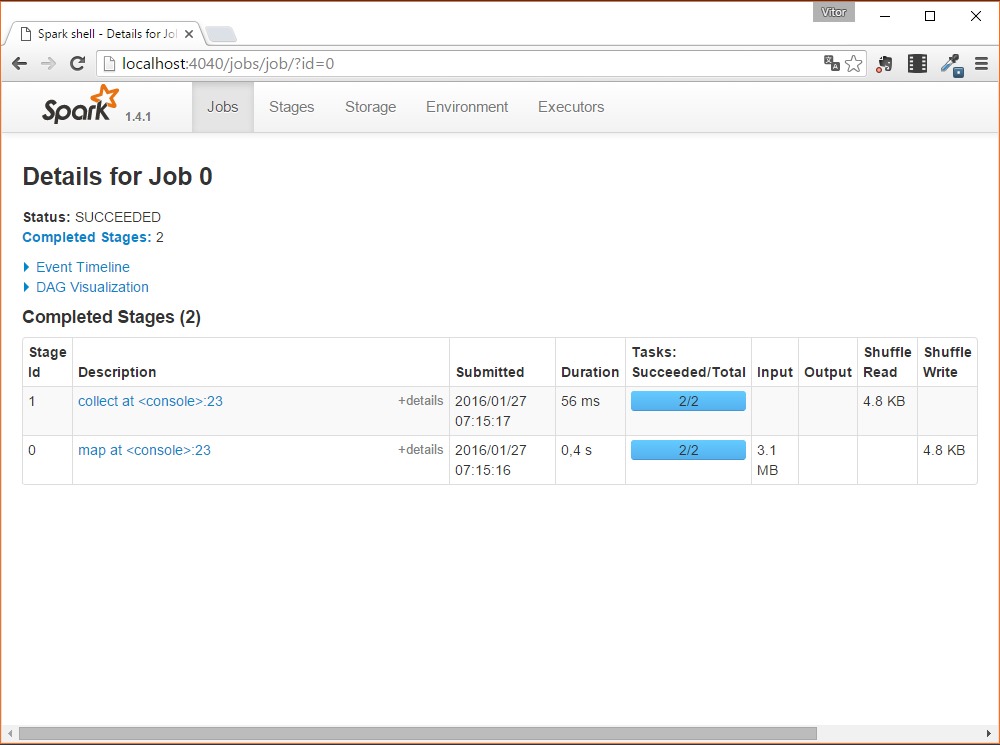 Vitor
Spark shell - Details for Jo
localhost:4040/jobs/job/?id=0
Spark 1.4.1 Jobs Stages Storage Environment Executors
Details for Job 0
Status: SUCCEEDED
Completed Stages: 2
Event Timeline
DAG Visualization
Completed Stages (2)
Stage Id Description Submitted Duration Tasks: Succeeded/Total Input Output Shuffle Read Shuffle Write
1 collect at <console>:23 +details 2016/01/27 07:15:17 56 ms 2/2 4.8 KB
0 map at <console>:23 +details 2016/01/27 07:15:16 0,4 s 2/2 3.1 MB 4.8 KB